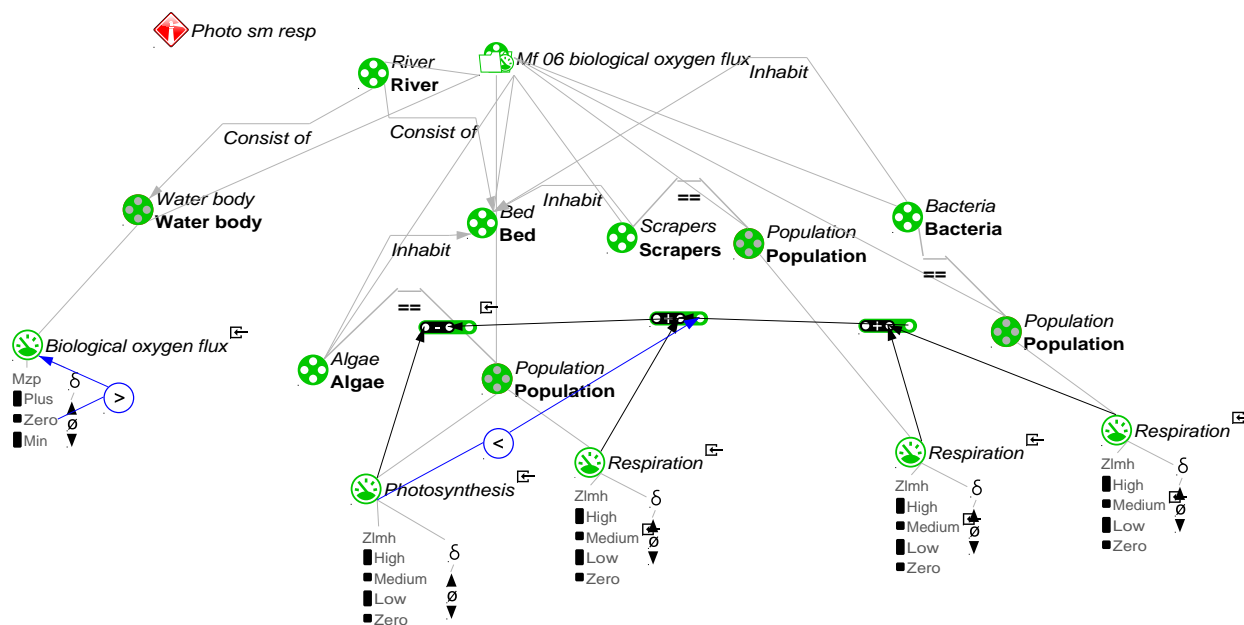 Photo sm resp
River
River
Mf 06 biological oxygen flux
Inhabit
Consist of
Consist of
Water body
Water body
Bed
Bed
Inhabit
==
Scrapers
Scrapers
Population
Population
Bacteria
Bacteria
Inhabit
==
==
Biological oxygen flux
Algae
Algae
Population
Population
Population
Population
-
+
+
Mzp
δ
Plus
Zero
ø
Min
>
<
Photosynthesis
Respiration
Respiration
Respiration
Zlmh
δ
High
Medium
ø
Low
Zero
Zlmh
δ
High
Medium
ø
Low
Zero
Zlmh
δ
High
Medium
ø
Low
Zero
Zlmh
δ
High
Medium
ø
Low
Zero